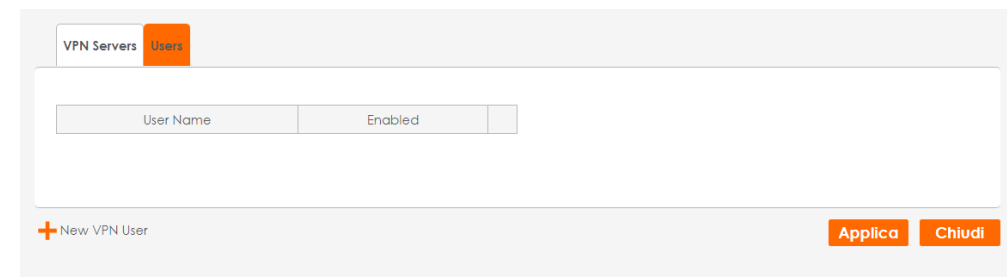 VPN Servers Users
User Name Enabled
New VPN User
Applica Chiudi